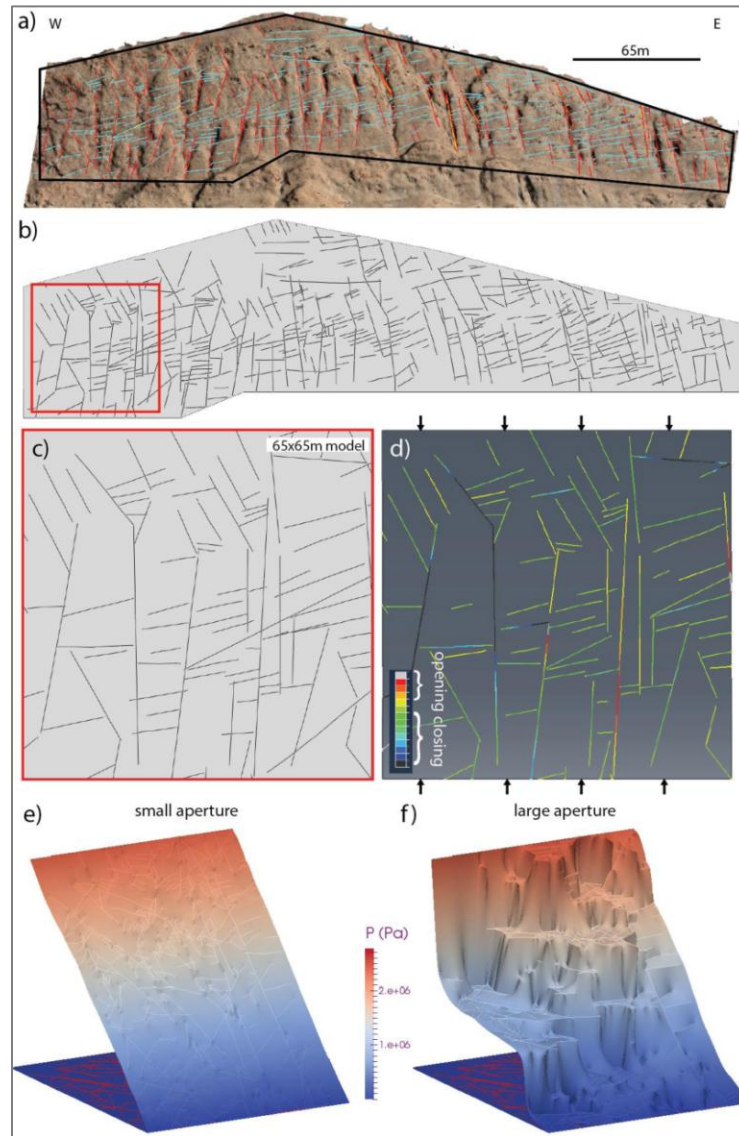 a)
W
E
65m
b)
c)
65x65m model
d)
opening
closing
e)
small aperture
f)
large aperture
P (Pa)
2.e+06
1.e+06